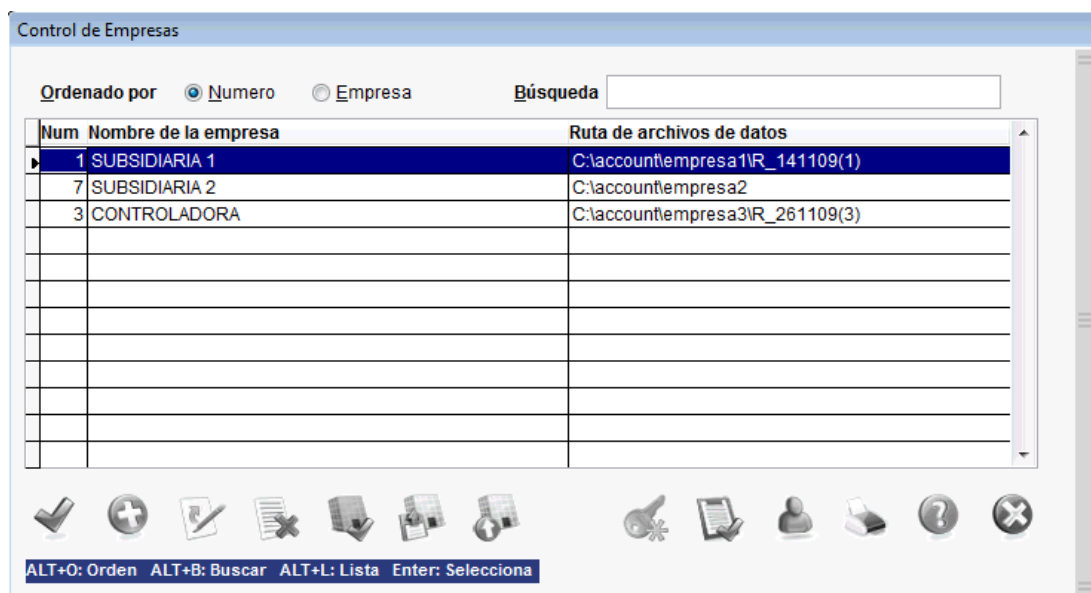 Control de Empresas
Ordenado por Numero Empresa Búsqueda
Num Nombre de la empresa Ruta de archivos de datos
1 SUBSIDIARIA 1 C:\account\empresa1\R_141109(1)
7 SUBSIDIARIA 2 C:\account\empresa2
3 CONTROLADORA C:\account\empresa3\R_261109(3)
ALT+O: Orden ALT+B: Buscar ALT+L: Lista Enter: Selecciona